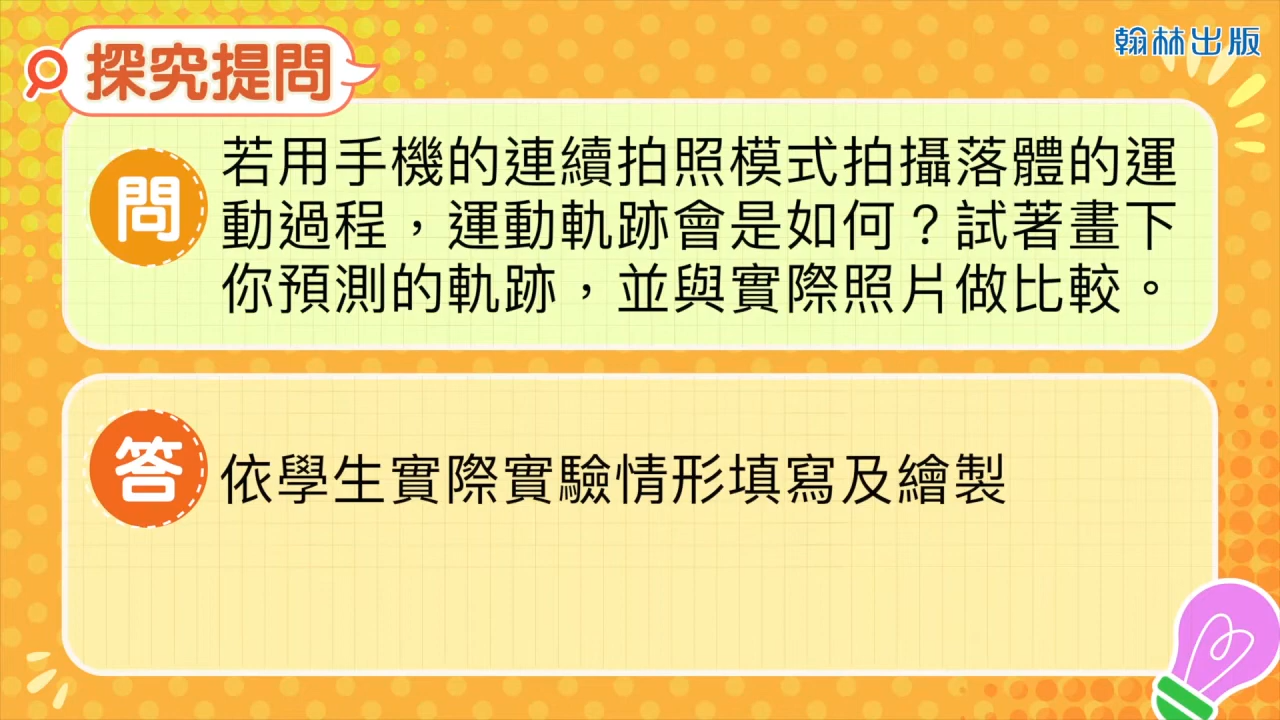 探究提問
翰林出版
問
若用手機的連續拍照模式拍攝落體的運
動過程，運動軌跡會是如何？試著畫下
你預測的軌跡，並與實際照片做比較。
答
依學生實際實驗情形填寫及繪製